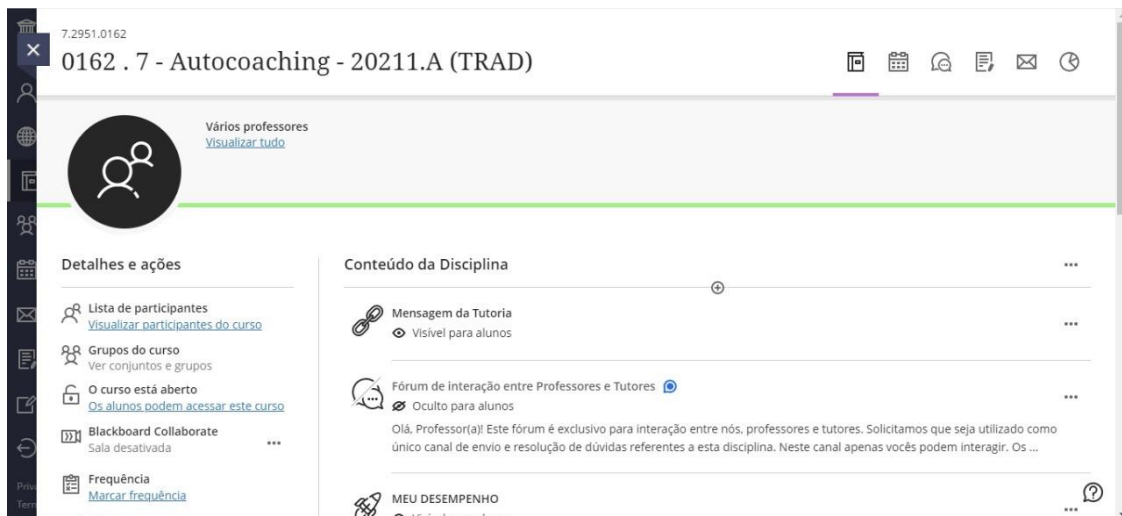 7.2951.0162
0162 . 7 - Autocoaching - 20211.A (TRAD)
Vários professores
Visualizar tudo
Detalhes e ações
Lista de participantes
Visualizar participantes do curso
Grupos do curso
Ver conjuntos e grupos
O curso está aberto
Os alunos podem acessar este curso
Blackboard Collaborate
Sala desativada
Frequência
Marcar frequência
Conteúdo da Disciplina
Mensagem da Tutoria
Visível para alunos
Fórum de interação entre Professores e Tutores
Oculto para alunos
Olá, Professor(a)! Este fórum é exclusivo para interação entre nós, professores e tutores. Solicitamos que seja utilizado como
único canal de envio e resolução de dúvidas referentes a esta disciplina. Neste canal apenas vocês podem interagir. Os ...
MEU DESEMPENHO